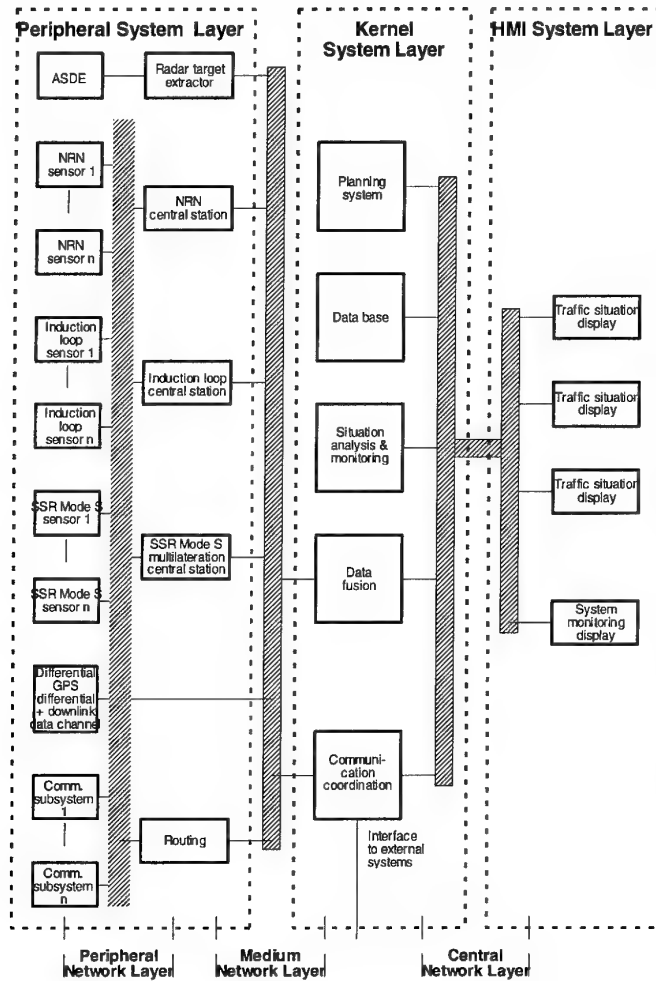 Peripheral System Layer
Kernel
System Layer
HMI System Layer
ASDE
Radar target
extractor
NRN
sensor 1
NRN
central station
NRN
sensor n
Induction
loop
sensor 1
Induction loop
central station
Induction
loop
sensor n
SSR Mode S
sensor 1
SSR Mode S
multilateration
central station
SSR Mode S
sensor n
Differential
GPS
differential
+ downlink
data channel
Comm.
subsystem
1
Routing
Comm.
subsystem
n
Planning
system
Data base
Situation
analysis &
monitoring
Data
fusion
Communi-
cation
coordination
Interface
to external
systems
Traffic situation
display
Traffic situation
display
Traffic situation
display
System
monitoring
display
Peripheral
Network Layer
Medium
Network Layer
Central
Network Layer